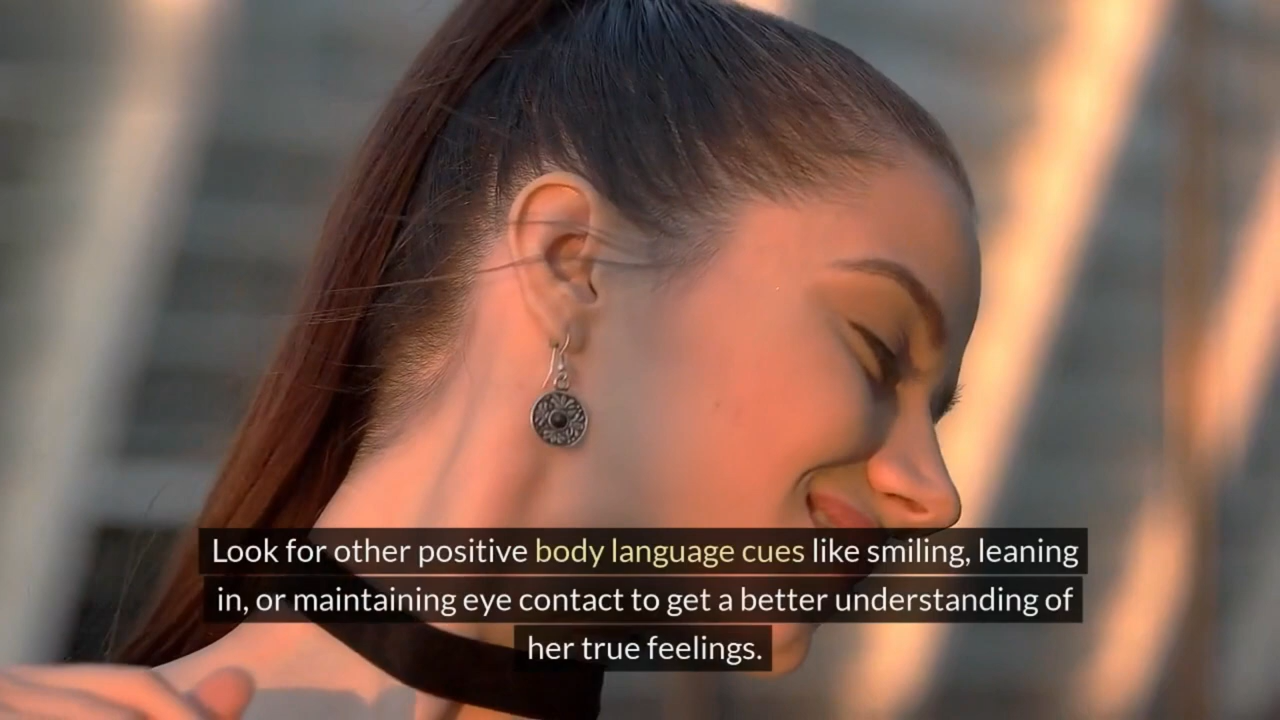 Look for other positive body language cues like smiling, leaning
in, or maintaining eye contact to get a better understanding of
her true feelings.